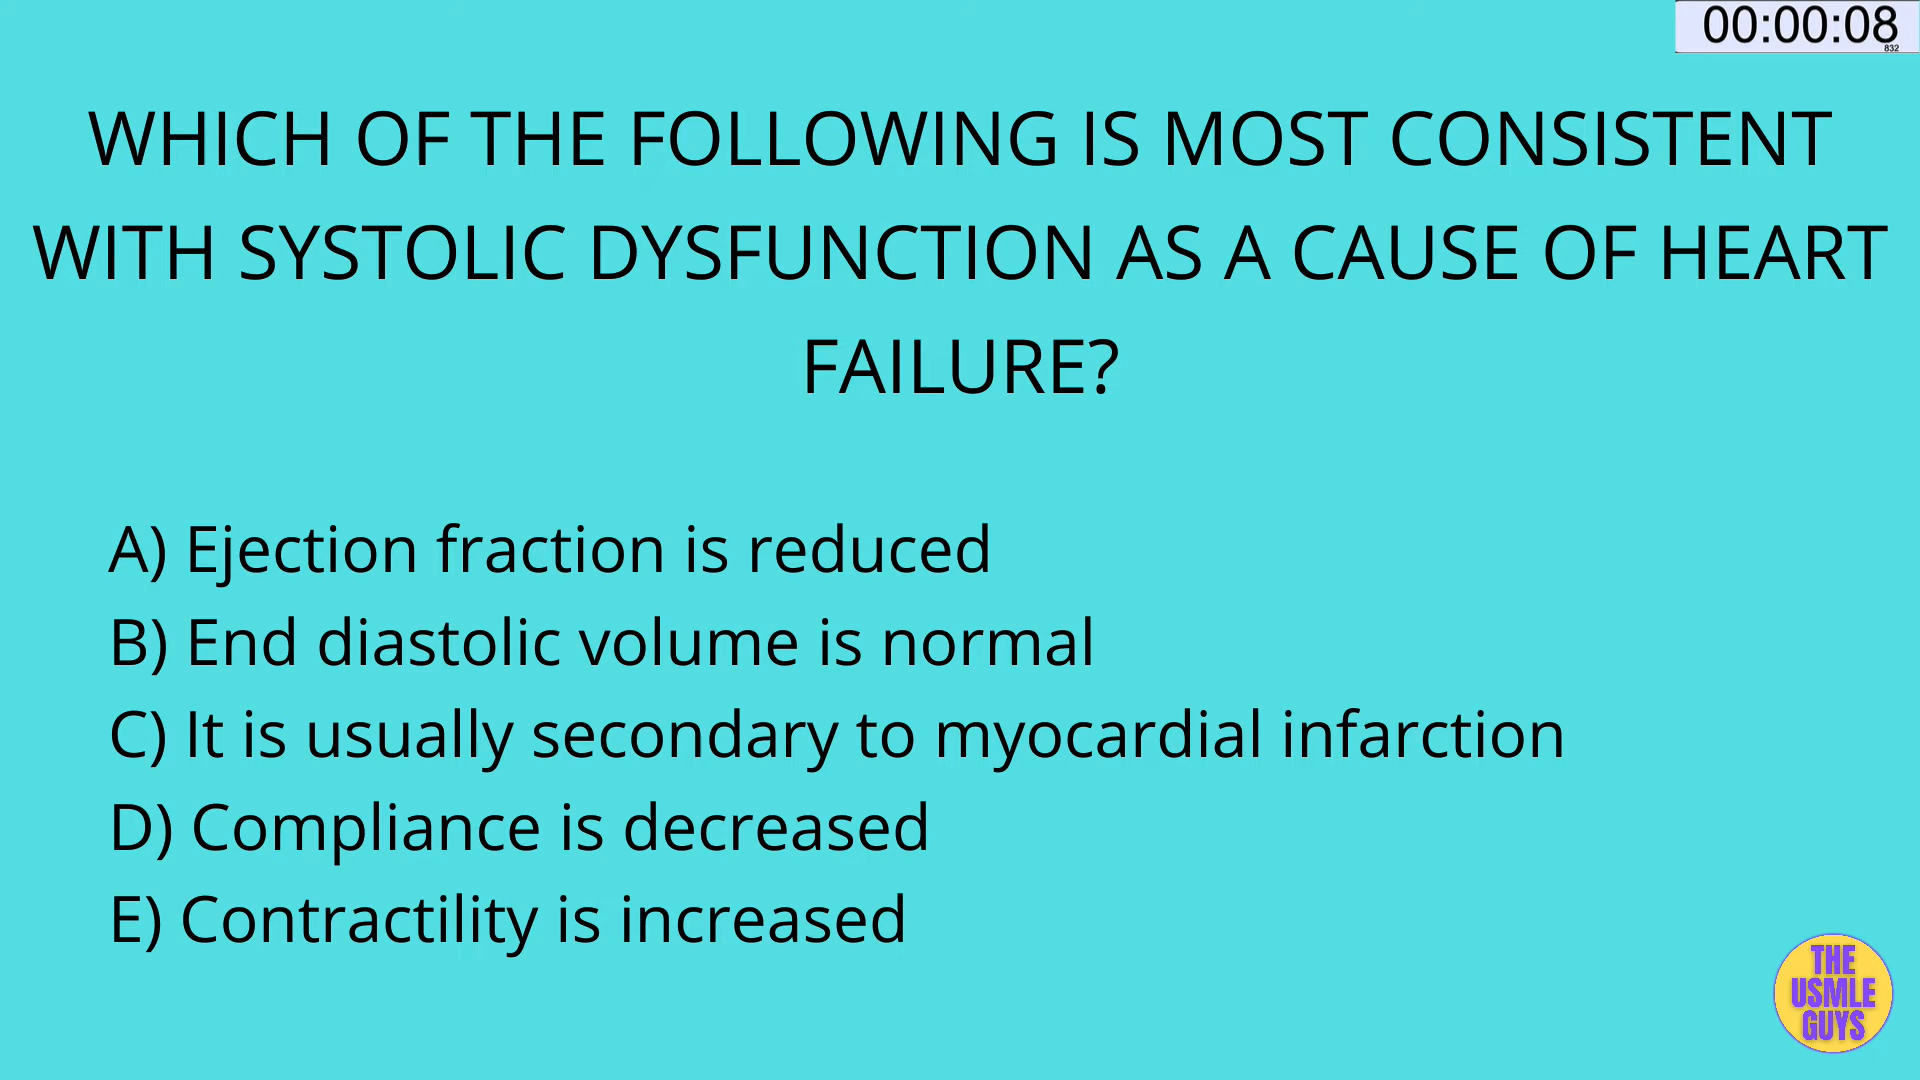 00:00:08
832
WHICH OF THE FOLLOWING IS MOST CONSISTENT
WITH SYSTOLIC DYSFUNCTION AS A CAUSE OF HEART
FAILURE?
A) Ejection fraction is reduced
B) End diastolic volume is normal
C) It is usually secondary to myocardial infarction
D) Compliance is decreased
E) Contractility is increased
THE
USMLE
GUYS